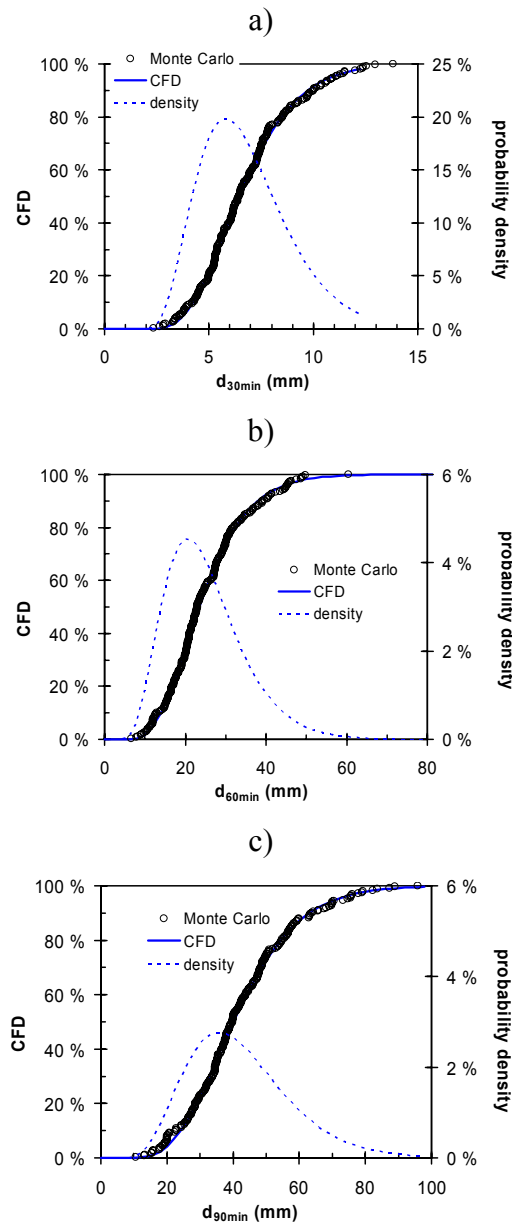 a)
Monte Carlo
CFD
density
100 %
80 %
60 %
40 %
20 %
0 %
CFD
25 %
20 %
15 %
10 %
5 %
0 %
probability density
0
5
10
15
d30min (mm)
b)
100 %
80 %
60 %
40 %
20 %
0 %
CFD
Monte Carlo
CFD
density
6 %
4 %
2 %
0 %
probability density
0
20
40
60
80
d60min (mm)
c)
100 %
80 %
60 %
40 %
20 %
0 %
CFD
Monte Carlo
CFD
density
6 %
4 %
2 %
0 %
probability density
0
20
40
60
80
100
d90min (mm)